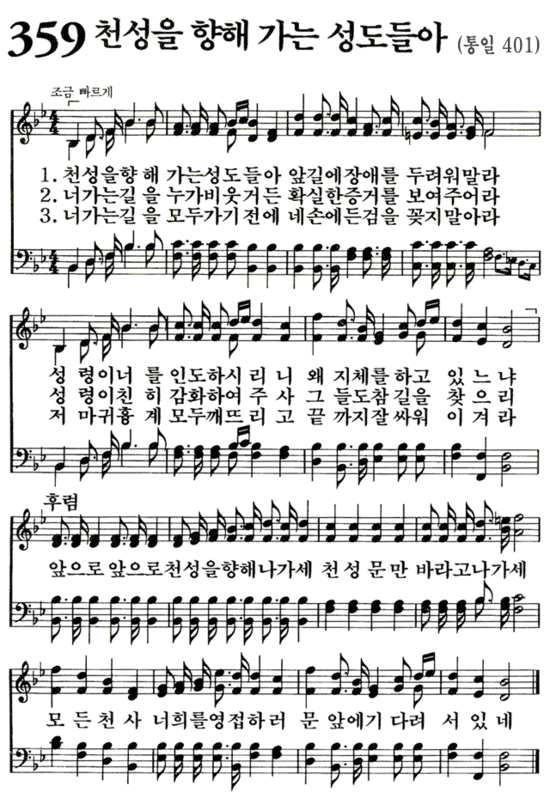 359 천성을 향해 가는 성도들아 (통일 401)
조금 빠르게
1. 천성을향 해 가는성도들아 앞길에장애를 두려워말라
2. 너가는길 을 누가비웃거든 확실한증거를 보여주어라
3. 너가는길 을 모두가기전에 네손에든검을 꽂지말아라
성 령이너 를 인도하시 리 니 왜 지체를하고 있느냐
성 령이친 히 감화하여주 사 그 들도참길을 찾으리
저 마귀흉 계 모두깨뜨리 고 끝 까지잘싸워 이겨라
후렴
앞으로 앞으로천성을향해나가세 천성 문만 바라고나가세
모든천사 너희를영접하러 문앞에기다려 서있네